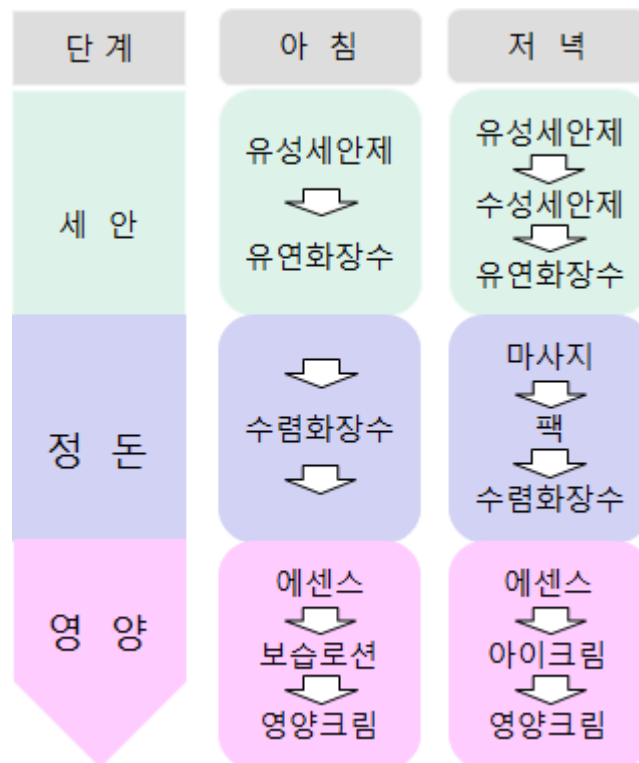 단계 아 침 저 녁
세 안
유성세안제
유연화장수
유성세안제
수성세안제
유연화장수
정 돈
수렴화장수
마사지
팩
수렴화장수
영 양
에센스
보습로션
영양크림
에센스
아이크림
영양크림